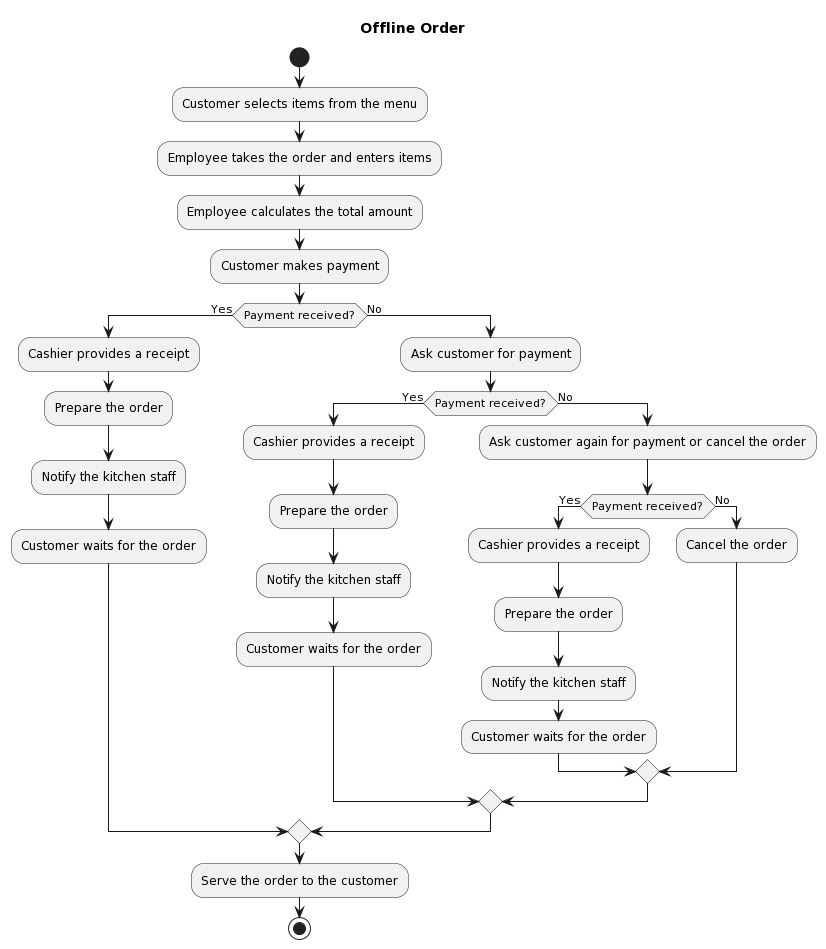 Offline Order
Customer selects items from the menu
Employee takes the order and enters items
Employee calculates the total amount
Customer makes payment
Yes
Payment received?
No
Cashier provides a receipt
Prepare the order
Notify the kitchen staff
Customer waits for the order
Ask customer for payment
Yes
Payment received?
No
Cashier provides a receipt
Prepare the order
Notify the kitchen staff
Customer waits for the order
Ask customer again for payment or cancel the order
Yes
Payment received?
No
Cashier provides a receipt
Prepare the order
Notify the kitchen staff
Customer waits for the order
Cancel the order
Serve the order to the customer